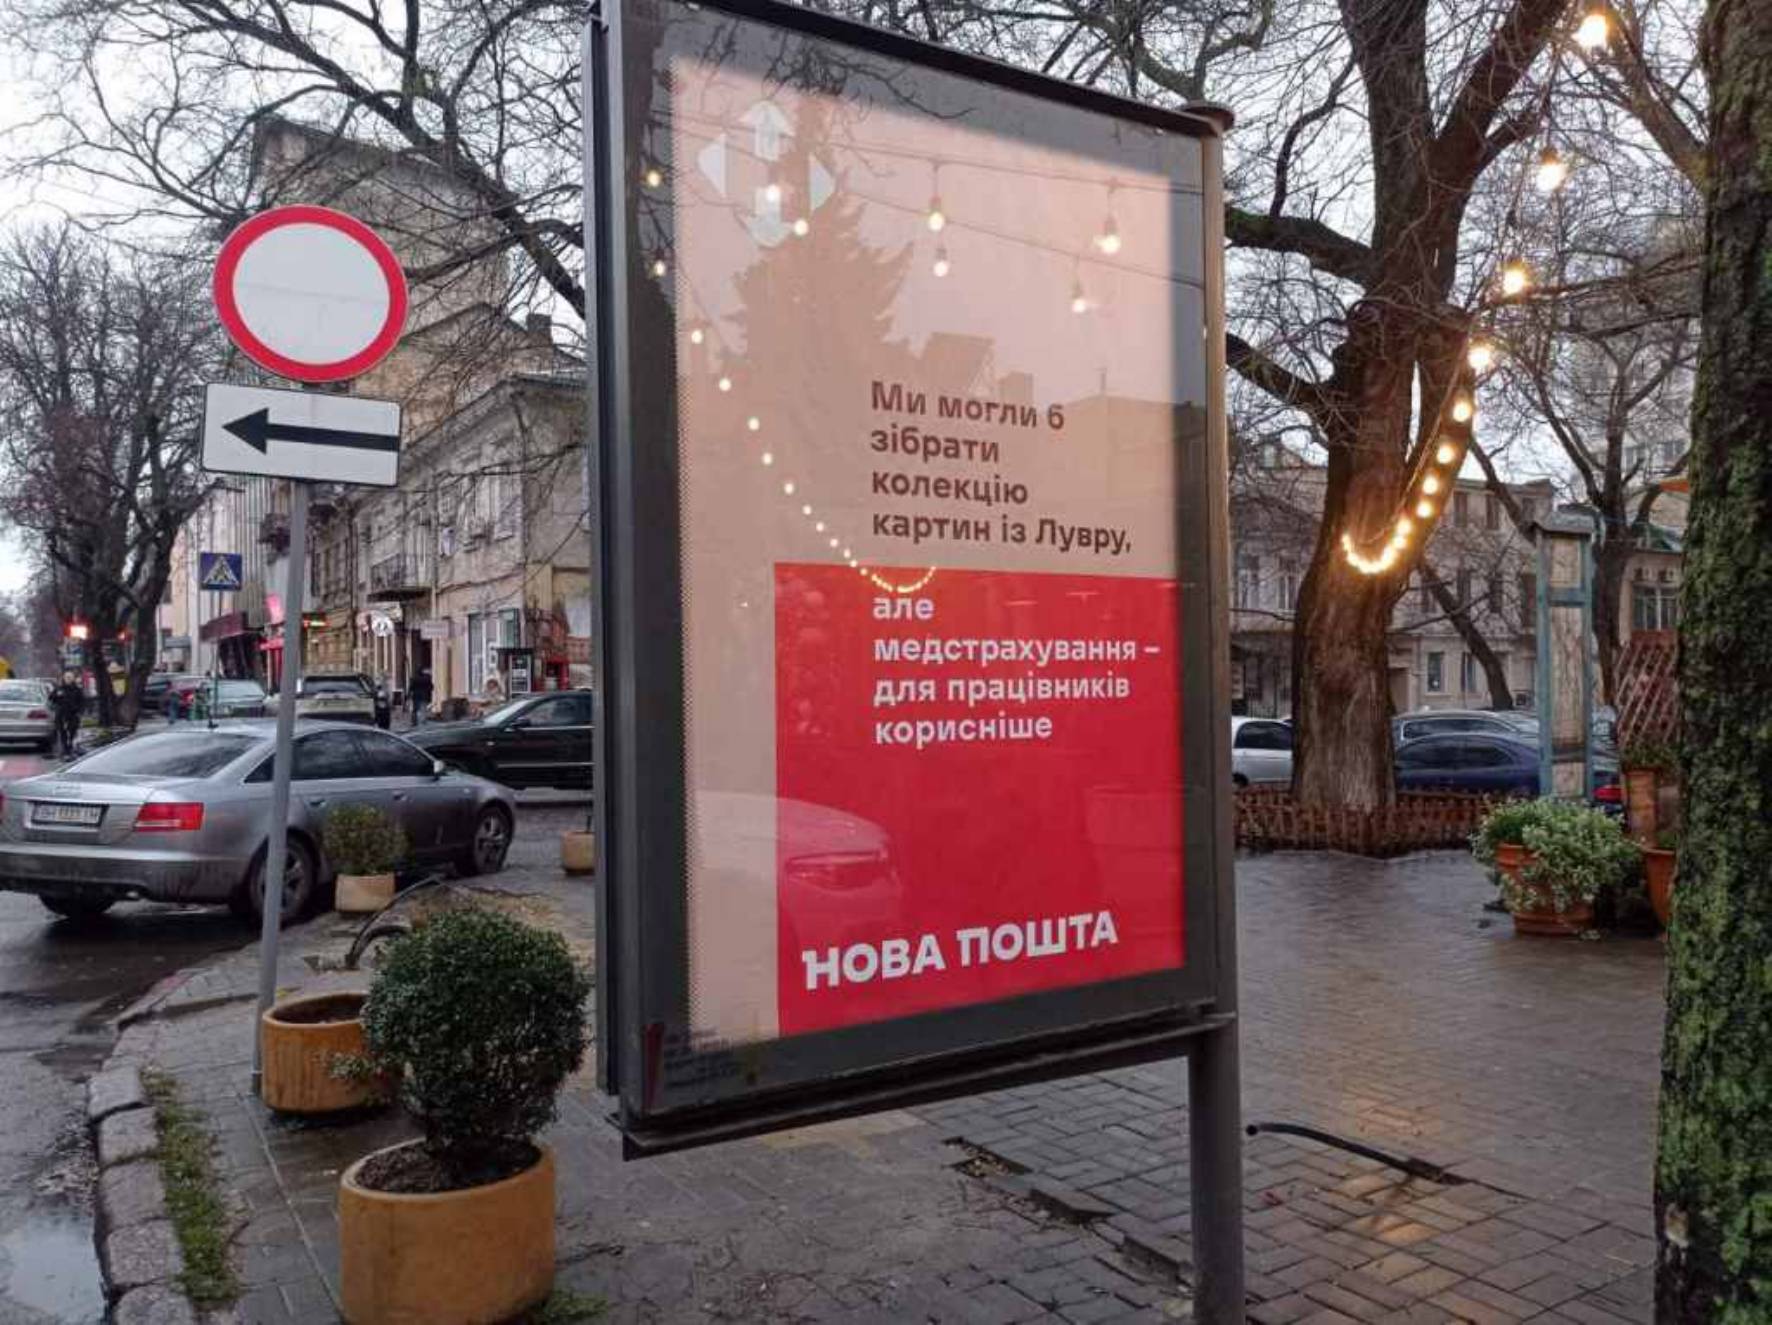 Ми могли б
зібрати
колекцію
картин із Лувру,
але
медстрахування –
для працівників
корисніше
НОВА ПОШТА